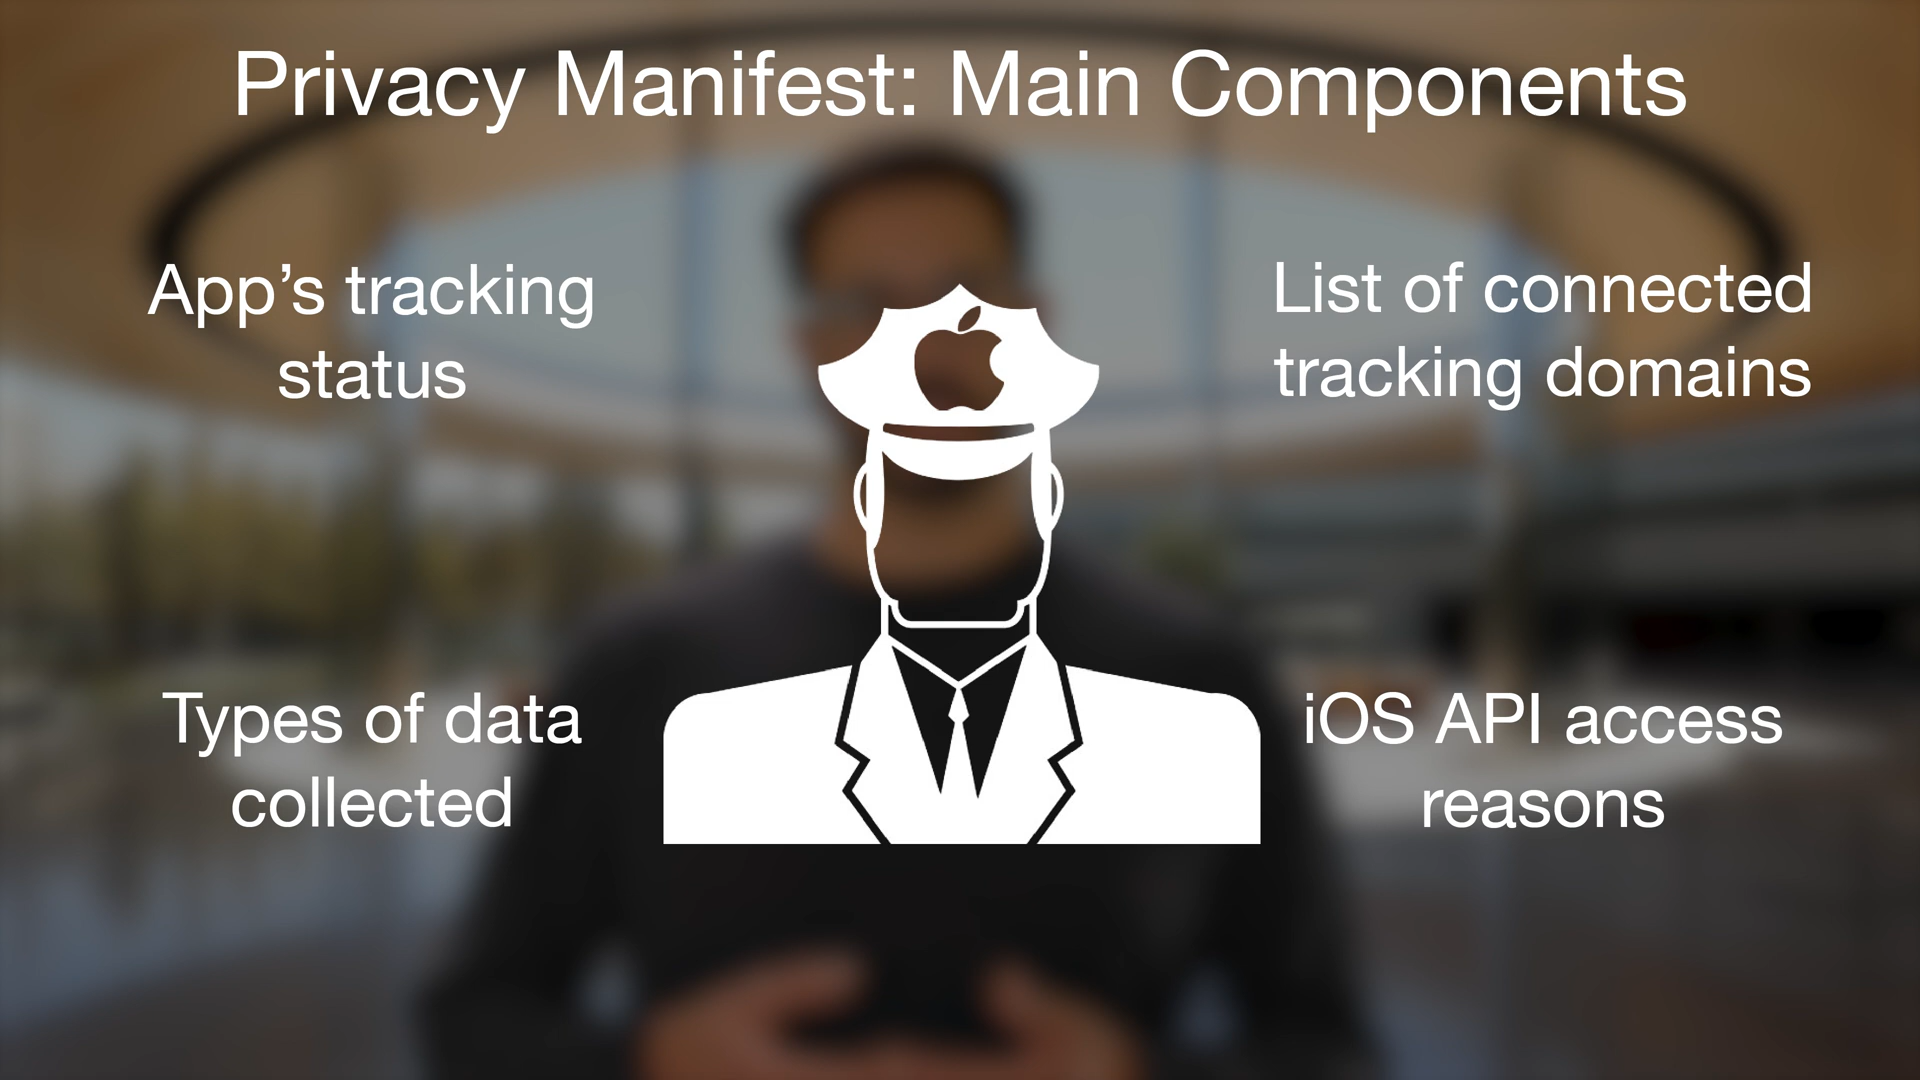 Privacy Manifest: Main Components
App’s tracking
status
List of connected
tracking domains
Types of data
collected
iOS API access
reasons